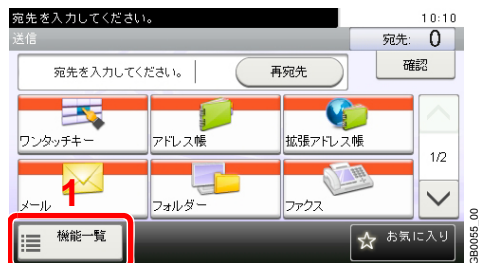 宛先を入力してください。 10:10
送信 宛先: 0
宛先を入力してください。 再宛先 確認
ワンタッチキー アドレス帳 拡張アドレス帳
1/2
メール フォルダー ファクス
1
機能一覧 お気に入り
GB0055_00